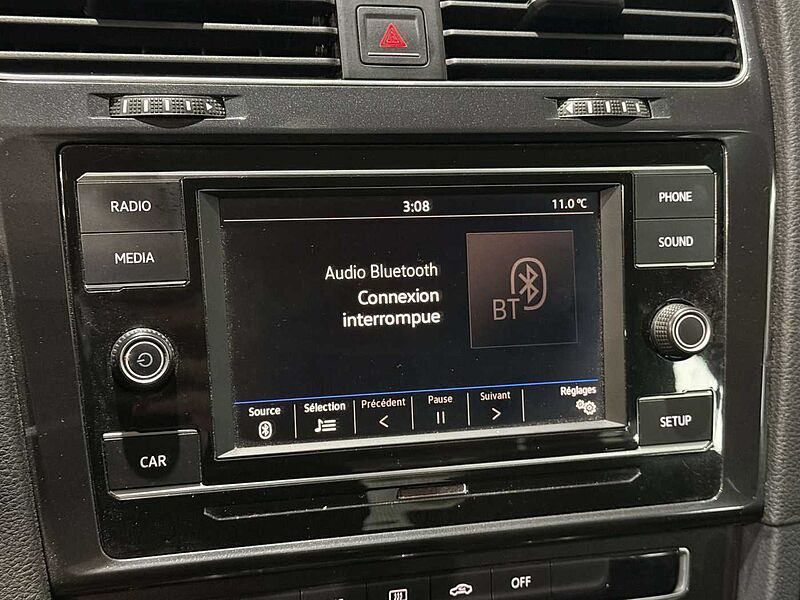 RADIO
MEDIA
CAR
3:08
11.0 °C
Audio Bluetooth
Connexion
interrompue
BT
Source
Sélection
Précédent
Pause
Suivant
Réglages
PHONE
SOUND
SETUP
OFF